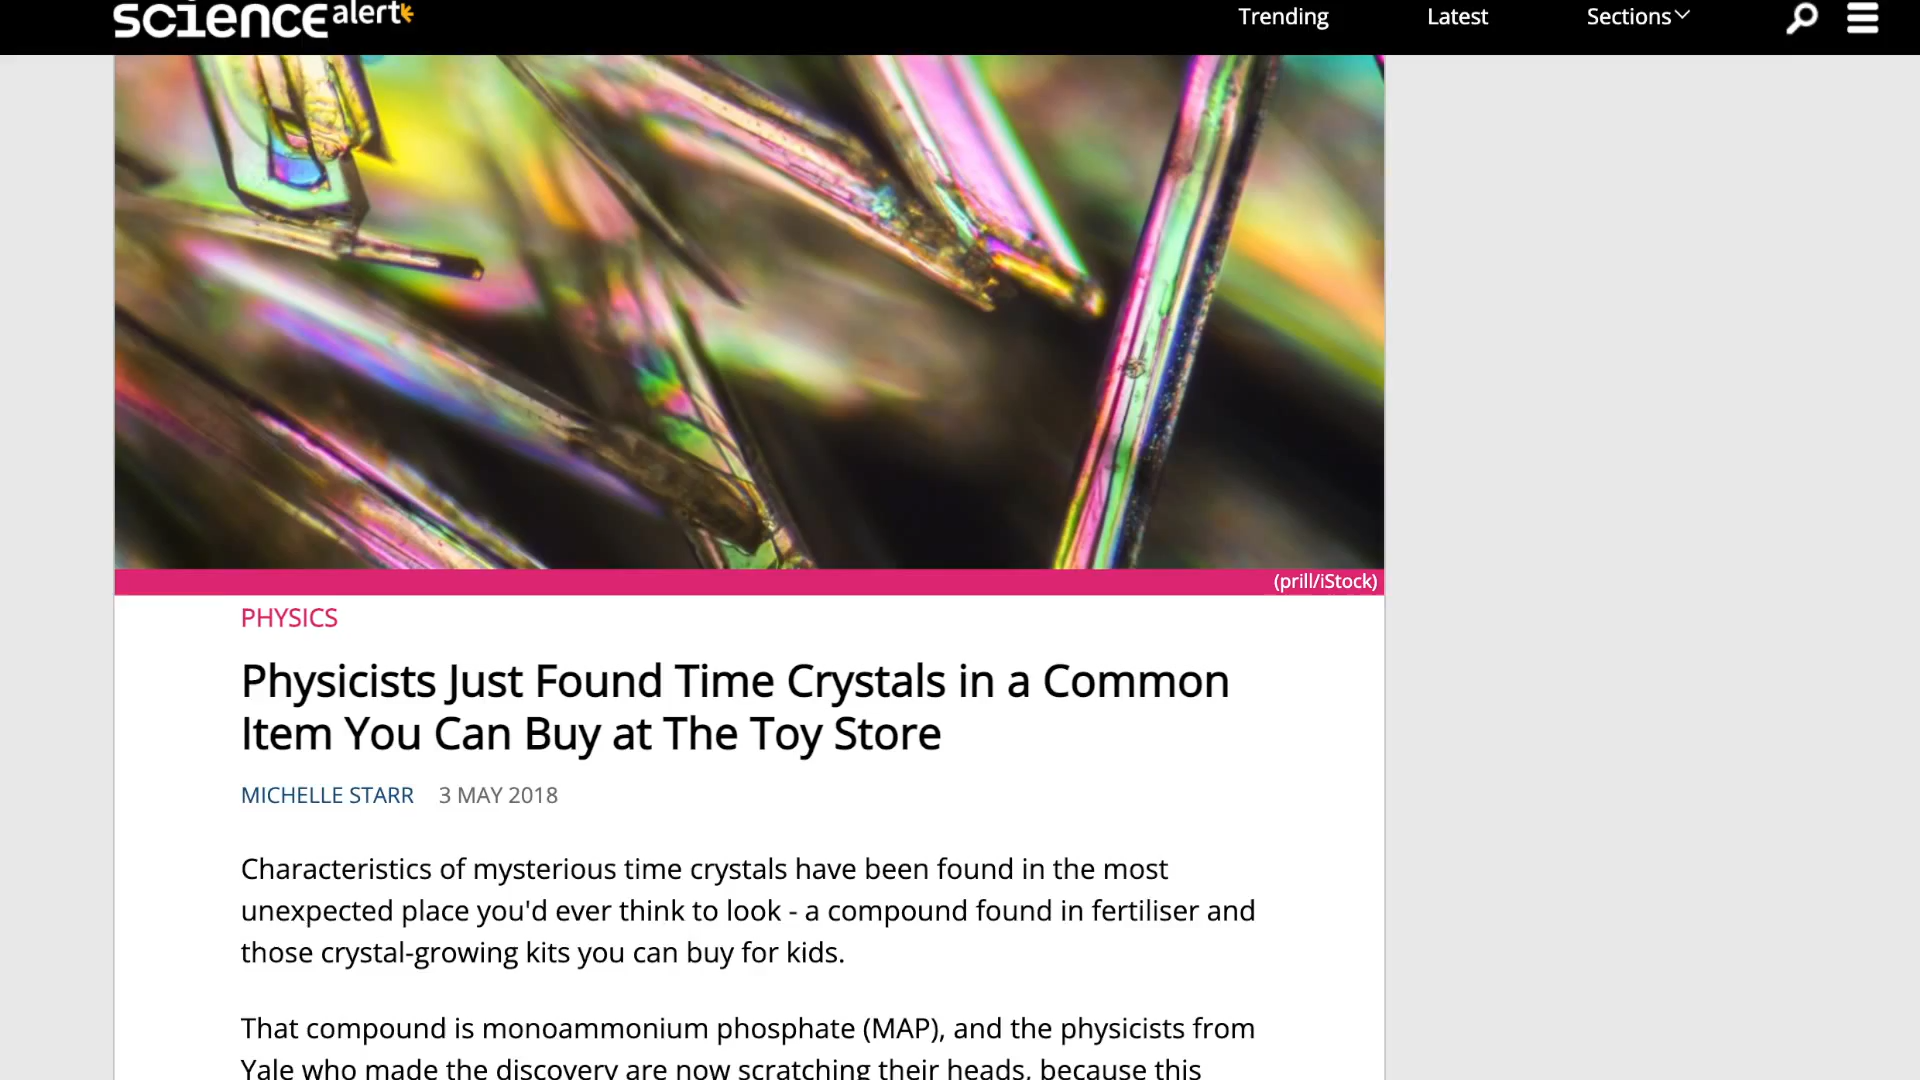 science alert
Trending
Latest
Sections
(prill/iStock)
PHYSICS
Physicists Just Found Time Crystals in a Common
Item You Can Buy at The Toy Store
MICHELLE STARR 3 MAY 2018
Characteristics of mysterious time crystals have been found in the most
unexpected place you'd ever think to look - a compound found in fertiliser and
those crystal-growing kits you can buy for kids.
That compound is monoammonium phosphate (MAP), and the physicists from
Yale who made the discovery are now scratching their heads, because this